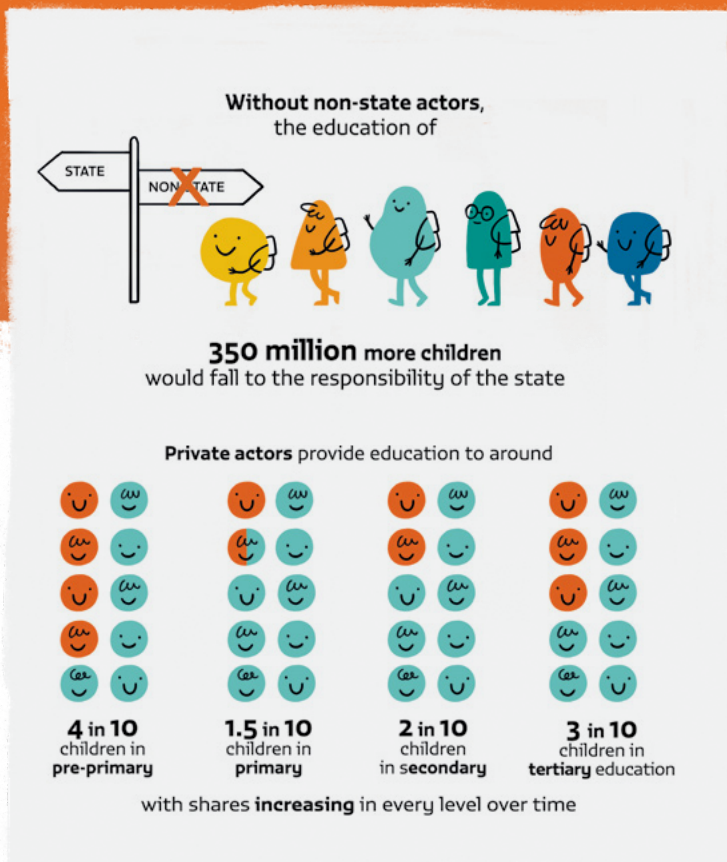 Without non-state actors,
the education of
STATE
NON STATE
350 million more children
would fall to the responsibility of the state
Private actors provide education to around
4 in 10
children in
pre-primary
1.5 in 10
children in
primary
2 in 10
children
in secondary
3 in 10
children in
tertiary education
with shares increasing in every level over time